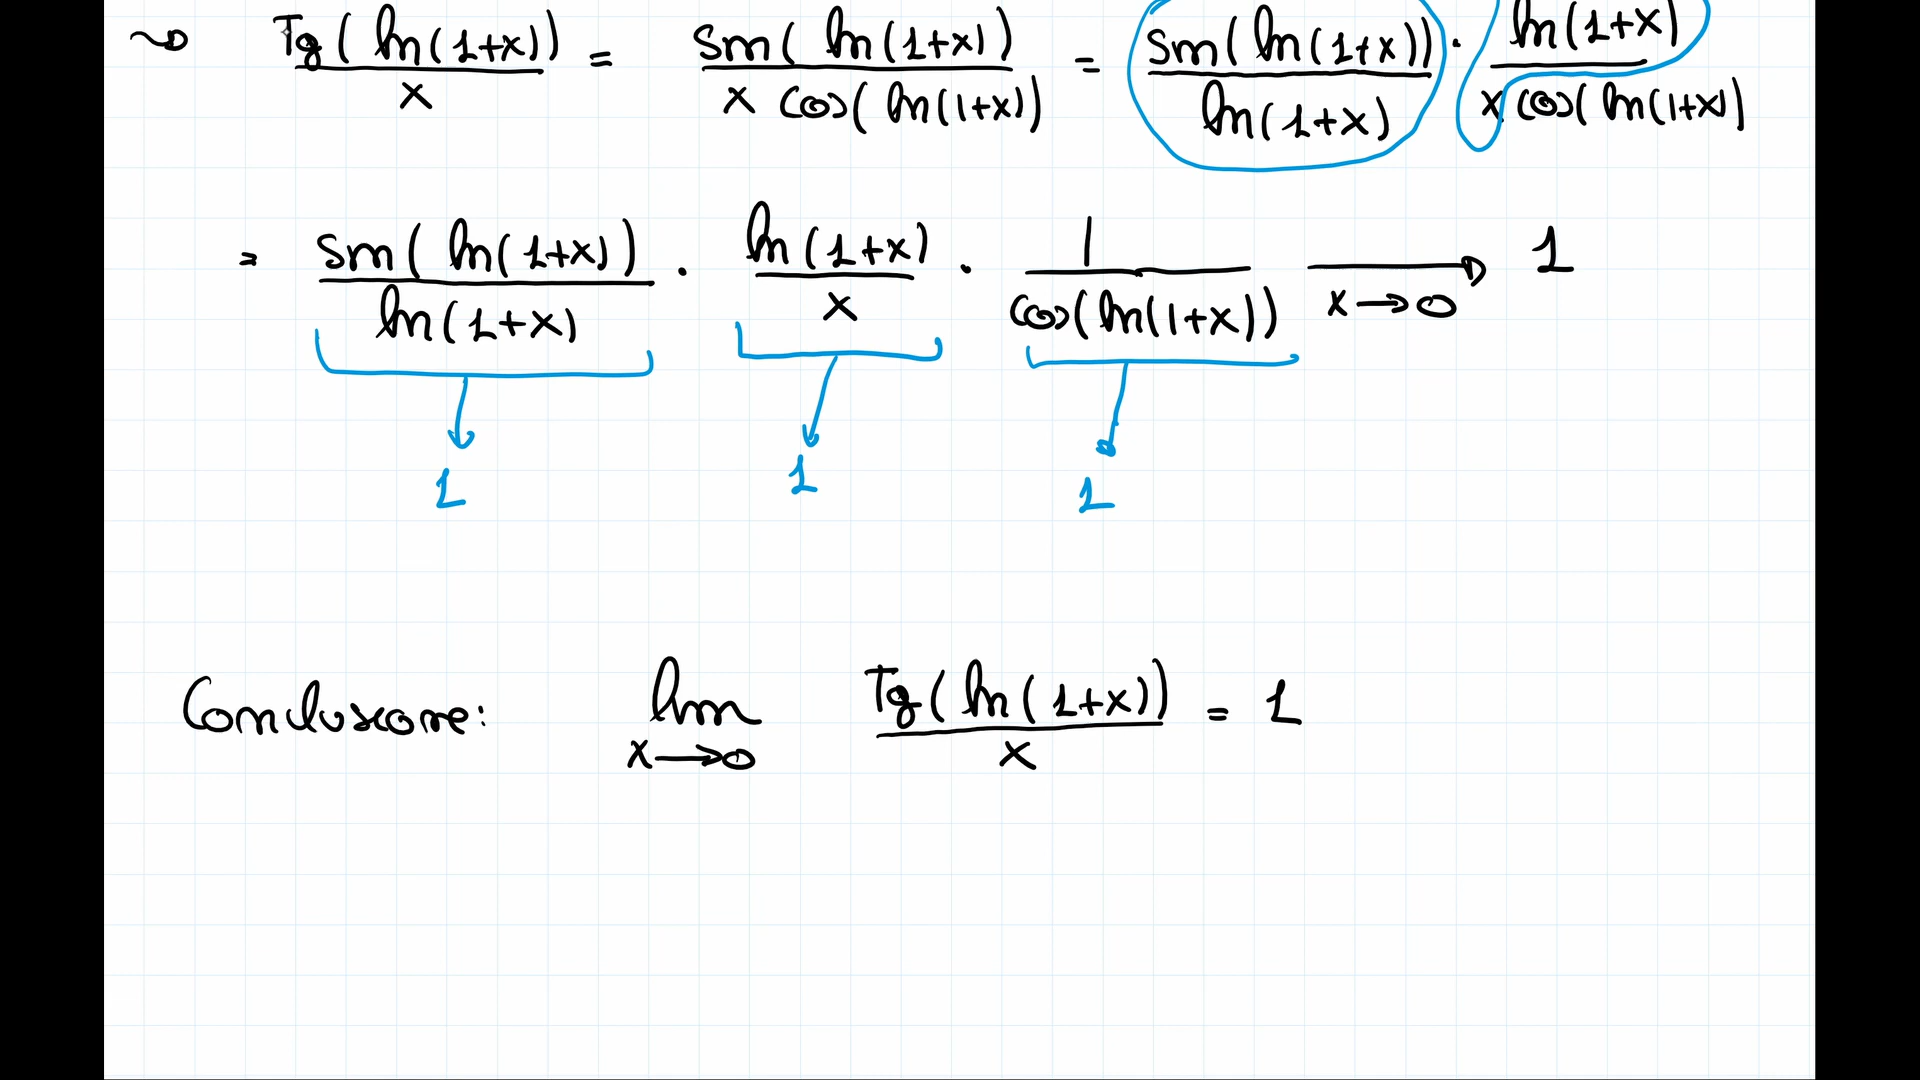 ~> Tg(ln(1+x))/x = sin(ln(1+x))/(x cos(ln(1+x))) = sin(ln(1+x))/ln(1+x) · ln(1+x)/(x cos(ln(1+x)))
= sin(ln(1+x))/ln(1+x) · ln(1+x)/x · 1/cos(ln(1+x)) → x→0 1
1 1 1
Conclusione: lim x→0 Tg(ln(1+x))/x = 1